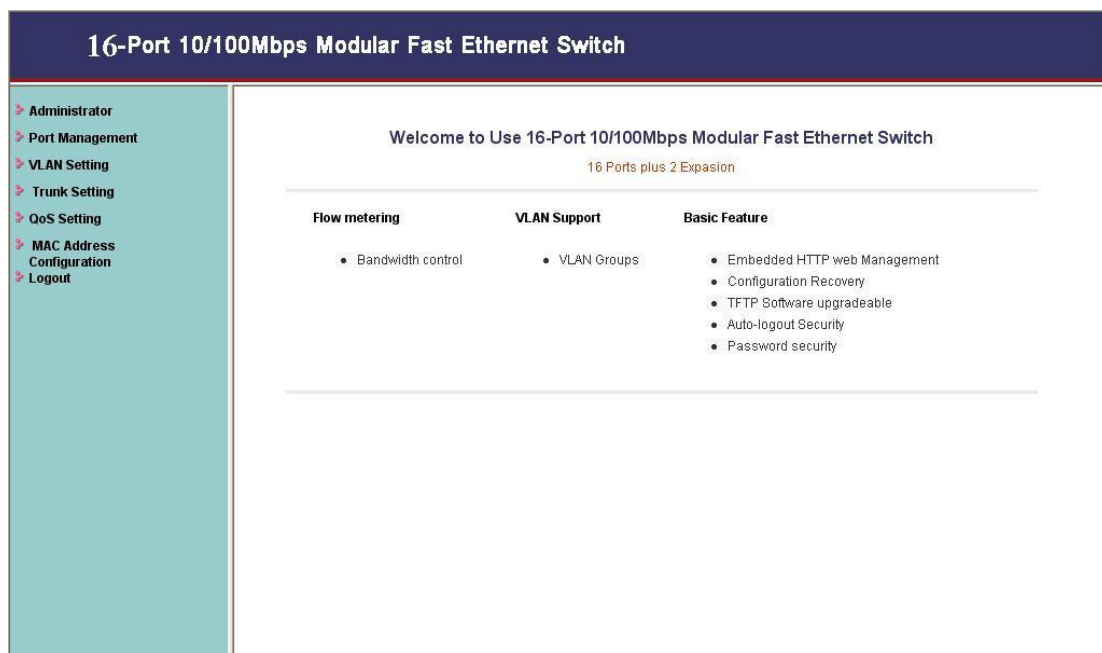 16-Port 10/100Mbps Modular Fast Ethernet Switch
Administrator
Port Management
VLAN Setting
Trunk Setting
QoS Setting
MAC Address
Configuration
Logout
Welcome to Use 16-Port 10/100Mbps Modular Fast Ethernet Switch
16 Ports plus 2 Expasion
Flow metering
• Bandwidth control
VLAN Support
• VLAN Groups
Basic Feature
• Embedded HTTP web Management
• Configuration Recovery
• TFTP Software upgradeable
• Auto-logout Security
• Password security